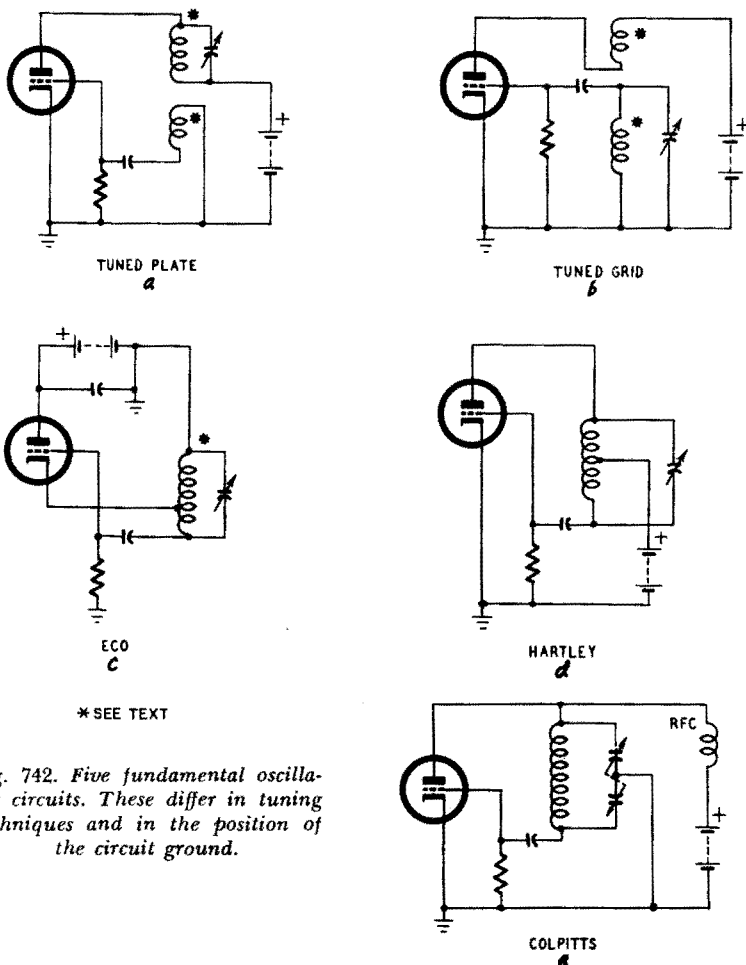 *
+
*
TUNED PLATE
a
*
+
*
TUNED GRID
b
+
*
ECO
c
+
HARTLEY
d
* SEE TEXT
g. 742. Five fundamental oscilla-
circuits. These differ in tuning
chniques and in the position of
the circuit ground.
RFC
+
COLPITTS
e